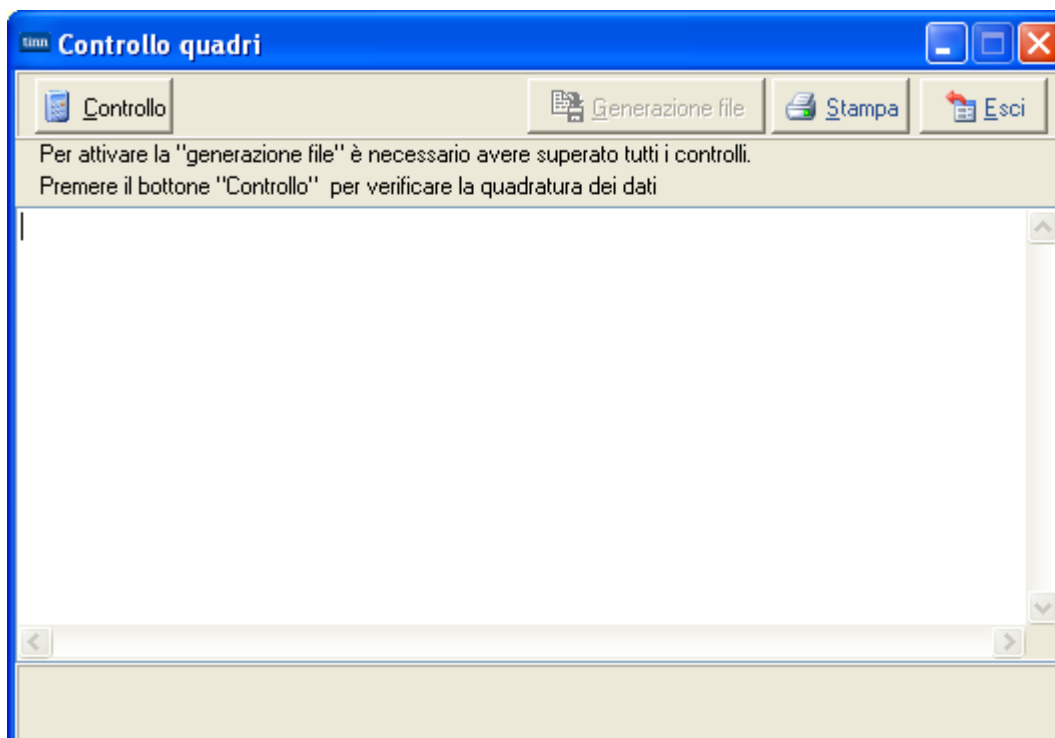 tinn Controllo quadri
Controllo Generazione file Stampa Esci
Per attivare la "generazione file" è necessario avere superato tutti i controlli.
Premere il bottone "Controllo" per verificare la quadratura dei dati